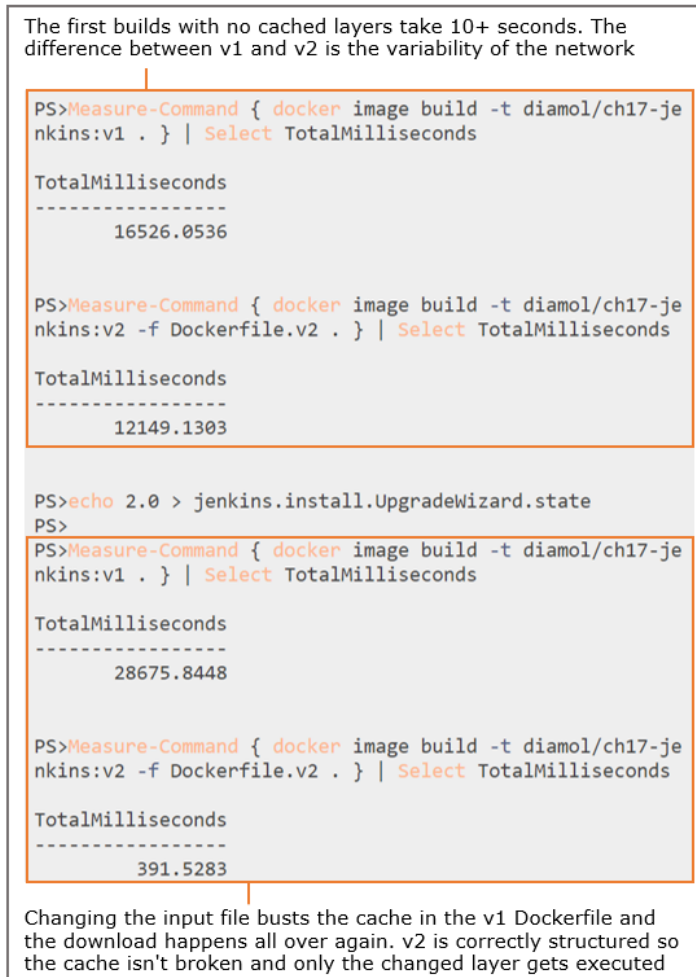 The first builds with no cached layers take 10+ seconds. The
difference between v1 and v2 is the variability of the network
PS>Measure-Command { docker image build -t diamol/ch17-je
nkins:v1 . } | Select TotalMilliseconds
TotalMilliseconds
-----------------
16526.0536
PS>Measure-Command { docker image build -t diamol/ch17-je
nkins:v2 -f Dockerfile.v2 . } | Select TotalMilliseconds
TotalMilliseconds
-----------------
12149.1303
PS>echo 2.0 > jenkins.install.UpgradeWizard.state
PS>
PS>Measure-Command { docker image build -t diamol/ch17-je
nkins:v1 . } | Select TotalMilliseconds
TotalMilliseconds
-----------------
28675.8448
PS>Measure-Command { docker image build -t diamol/ch17-je
nkins:v2 -f Dockerfile.v2 . } | Select TotalMilliseconds
TotalMilliseconds
-----------------
391.5283
Changing the input file busts the cache in the v1 Dockerfile and
the download happens all over again. v2 is correctly structured so
the cache isn't broken and only the changed layer gets executed